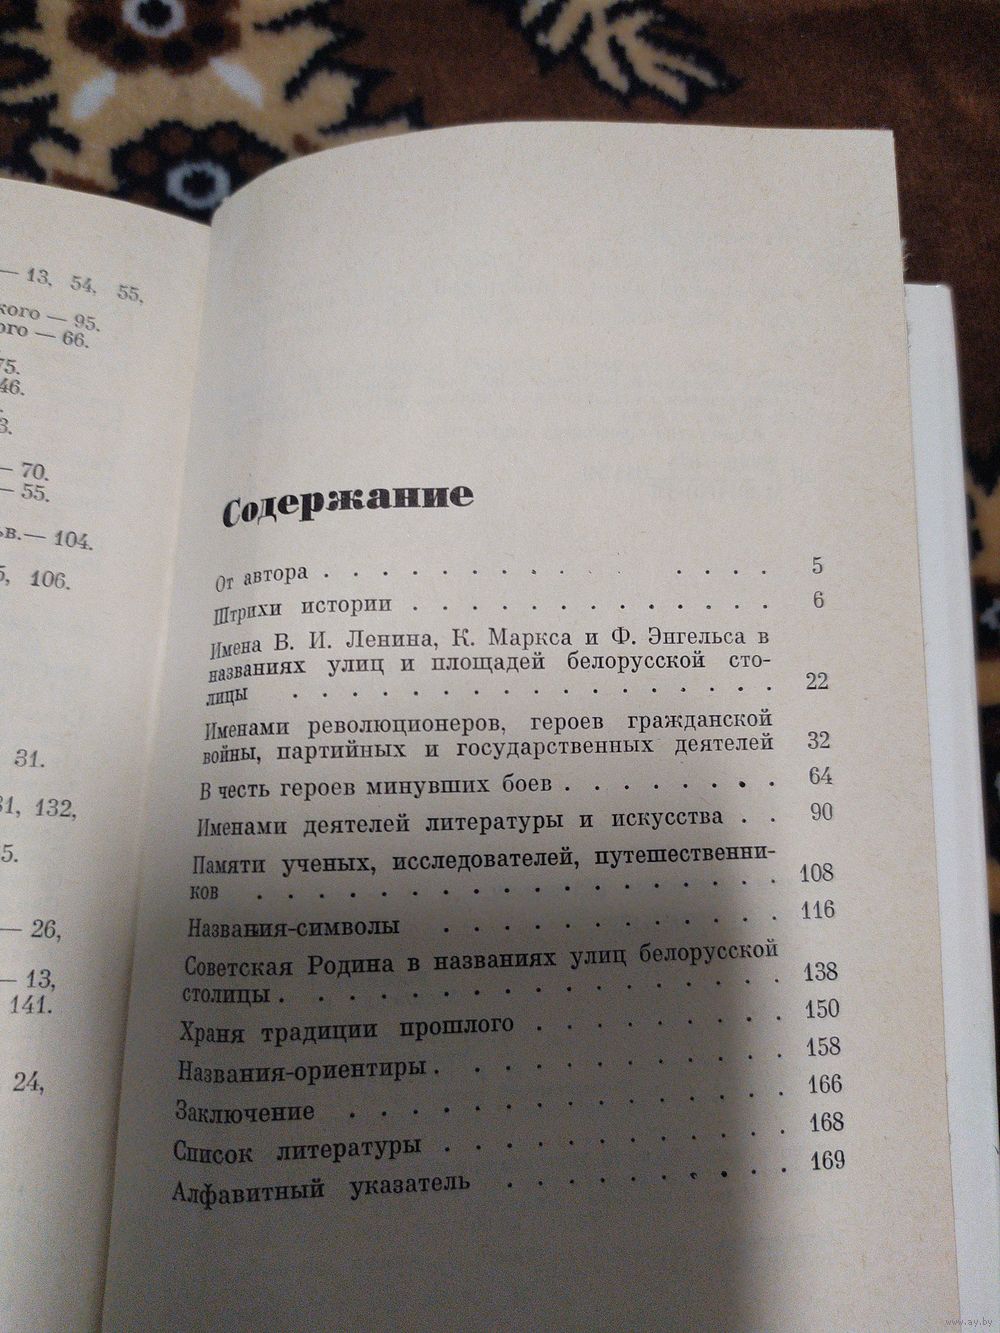 — 13, 54, 55,
— 95.
— 66.
75.
46.
3.
— 70.
— 55.
— 104.
106.
31.
132,
5.
— 26,
— 13,
141.
24,
Содержание
От автора . . . . . . . . . . . . . 5
Штрихи истории . . . . . . . . . . . . . 6
Имена В. И. Ленина, К. Маркса и Ф. Энгельса в
названиях улиц и площадей белорусской сто-
лицы . . . . . . . . . . . . . . . . . 22
Именами революционеров, героев гражданской
войны, партийных и государственных деятелей 32
В честь героев минувших боев . . . . . . . . 64
Именами деятелей литературы и искусства . . 90
Памяти ученых, исследователей, путешественни-
ков . . . . . . . . . . . . . . . . . 108
Названия-символы . . . . . . . . . . . . 116
Советская Родина в названиях улиц белорусской
столицы . . . . . . . . . . . . . . 138
Храня традиции прошлого . . . . . . . . . 150
Названия-ориентиры . . . . . . . . . . . 158
Заключение . . . . . . . . . . . . . . 166
Список литературы . . . . . . . . . . . . 168
Алфавитный указатель . . . . . . . . . . 169
www.ay.by